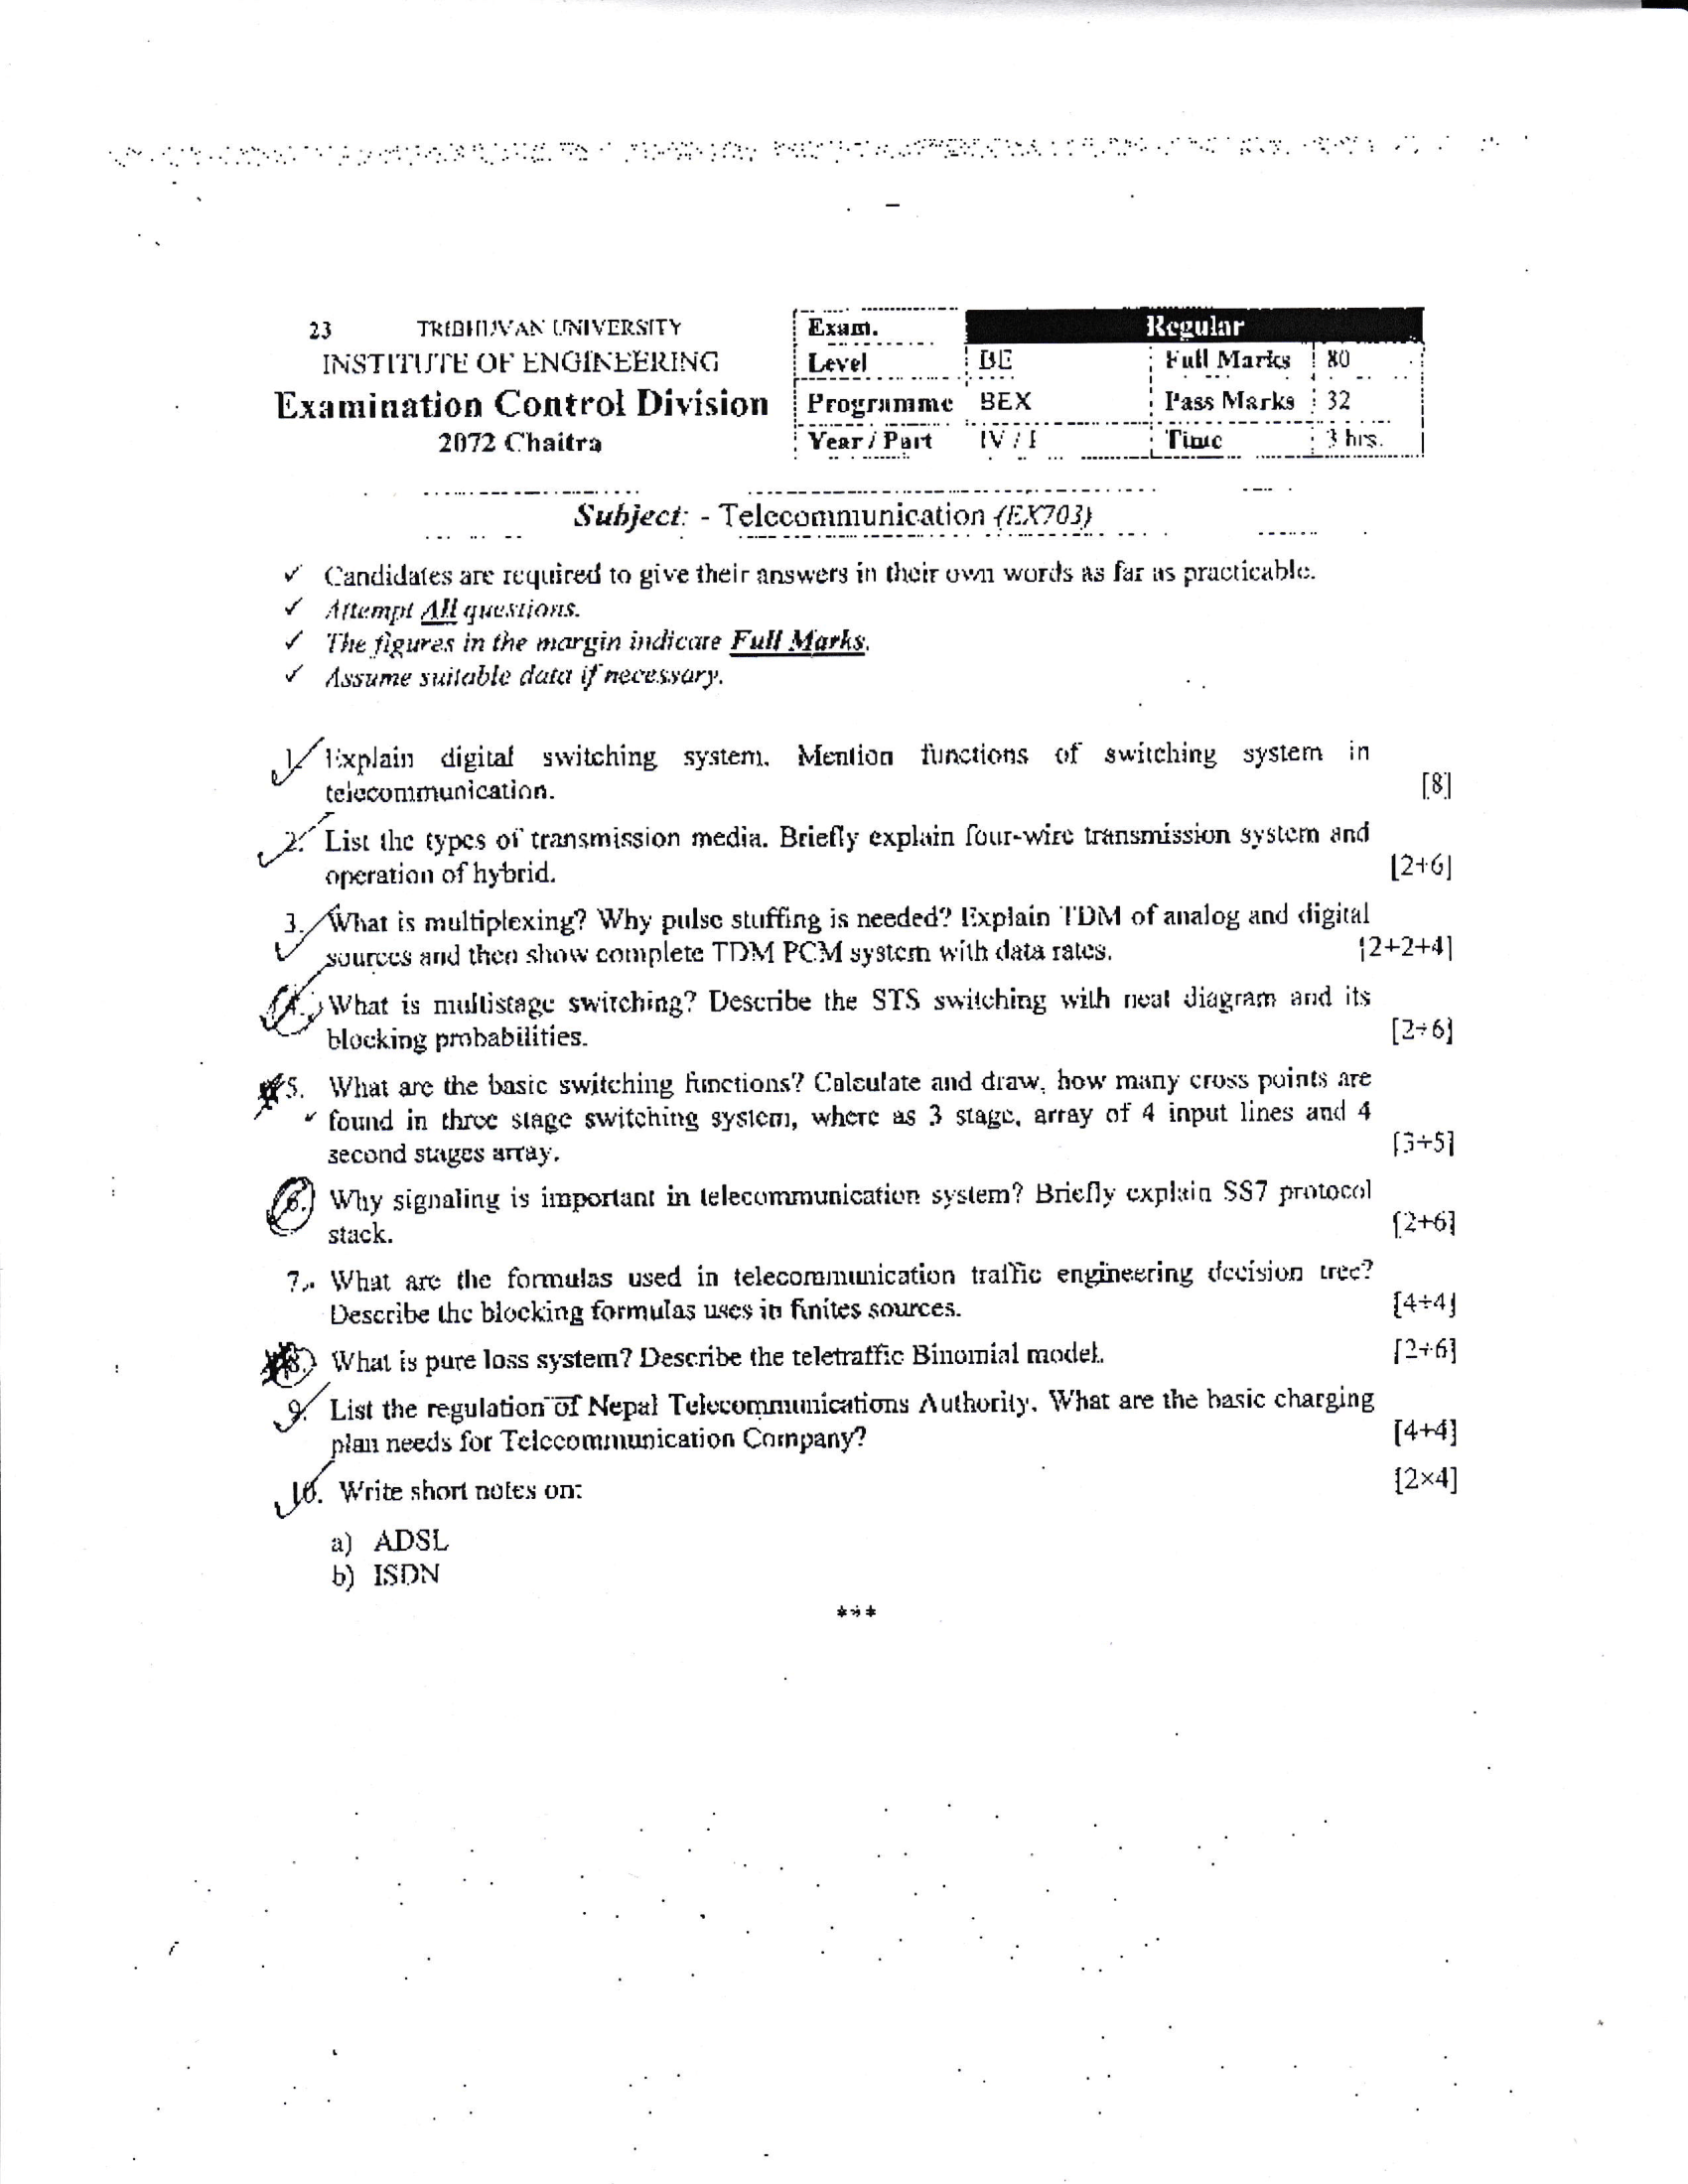 23 TRIBHUVAN UNIVERSITY
INSTITUTE OF ENGINEERING
Examination Control Division
2072 Chaitra
Exam. Regular
Level BE Full Marks 80
Programme BEX Pass Marks 32
Year / Part IV / I Time 3 hrs.
Subject: - Telecommunication (EX703)
✓ Candidates are required to give their answers in their own words as far as practicable.
✓ Attempt All questions.
✓ The figures in the margin indicate Full Marks.
✓ Assume suitable data if necessary.
1. Explain digital switching system. Mention functions of switching system in
telecommunication. [8]
2. List the types of transmission media. Briefly explain four-wire transmission system and
operation of hybrid. [2+6]
3. What is multiplexing? Why pulse stuffing is needed? Explain TDM of analog and digital
sources and then show complete TDM PCM system with data rates. [2+2+4]
4. What is multistage switching? Describe the STS switching with neat diagram and its
blocking probabilities. [2+6]
5. What are the basic switching functions? Calculate and draw, how many cross points are
found in three stage switching system, where as 3 stage, array of 4 input lines and 4
second stages array. [3+5]
6. Why signaling is important in telecommunication system? Briefly explain SS7 protocol
stack. [2+6]
7. What are the formulas used in telecommunication traffic engineering decision tree?
Describe the blocking formulas uses in finites sources. [4+4]
8. What is pure loss system? Describe the teletraffic Binomial model. [2+6]
9. List the regulation of Nepal Telecommunications Authority. What are the basic charging
plan needs for Telecommunication Company? [4+4]
10. Write short notes on: [2×4]
a) ADSL
b) ISDN
***